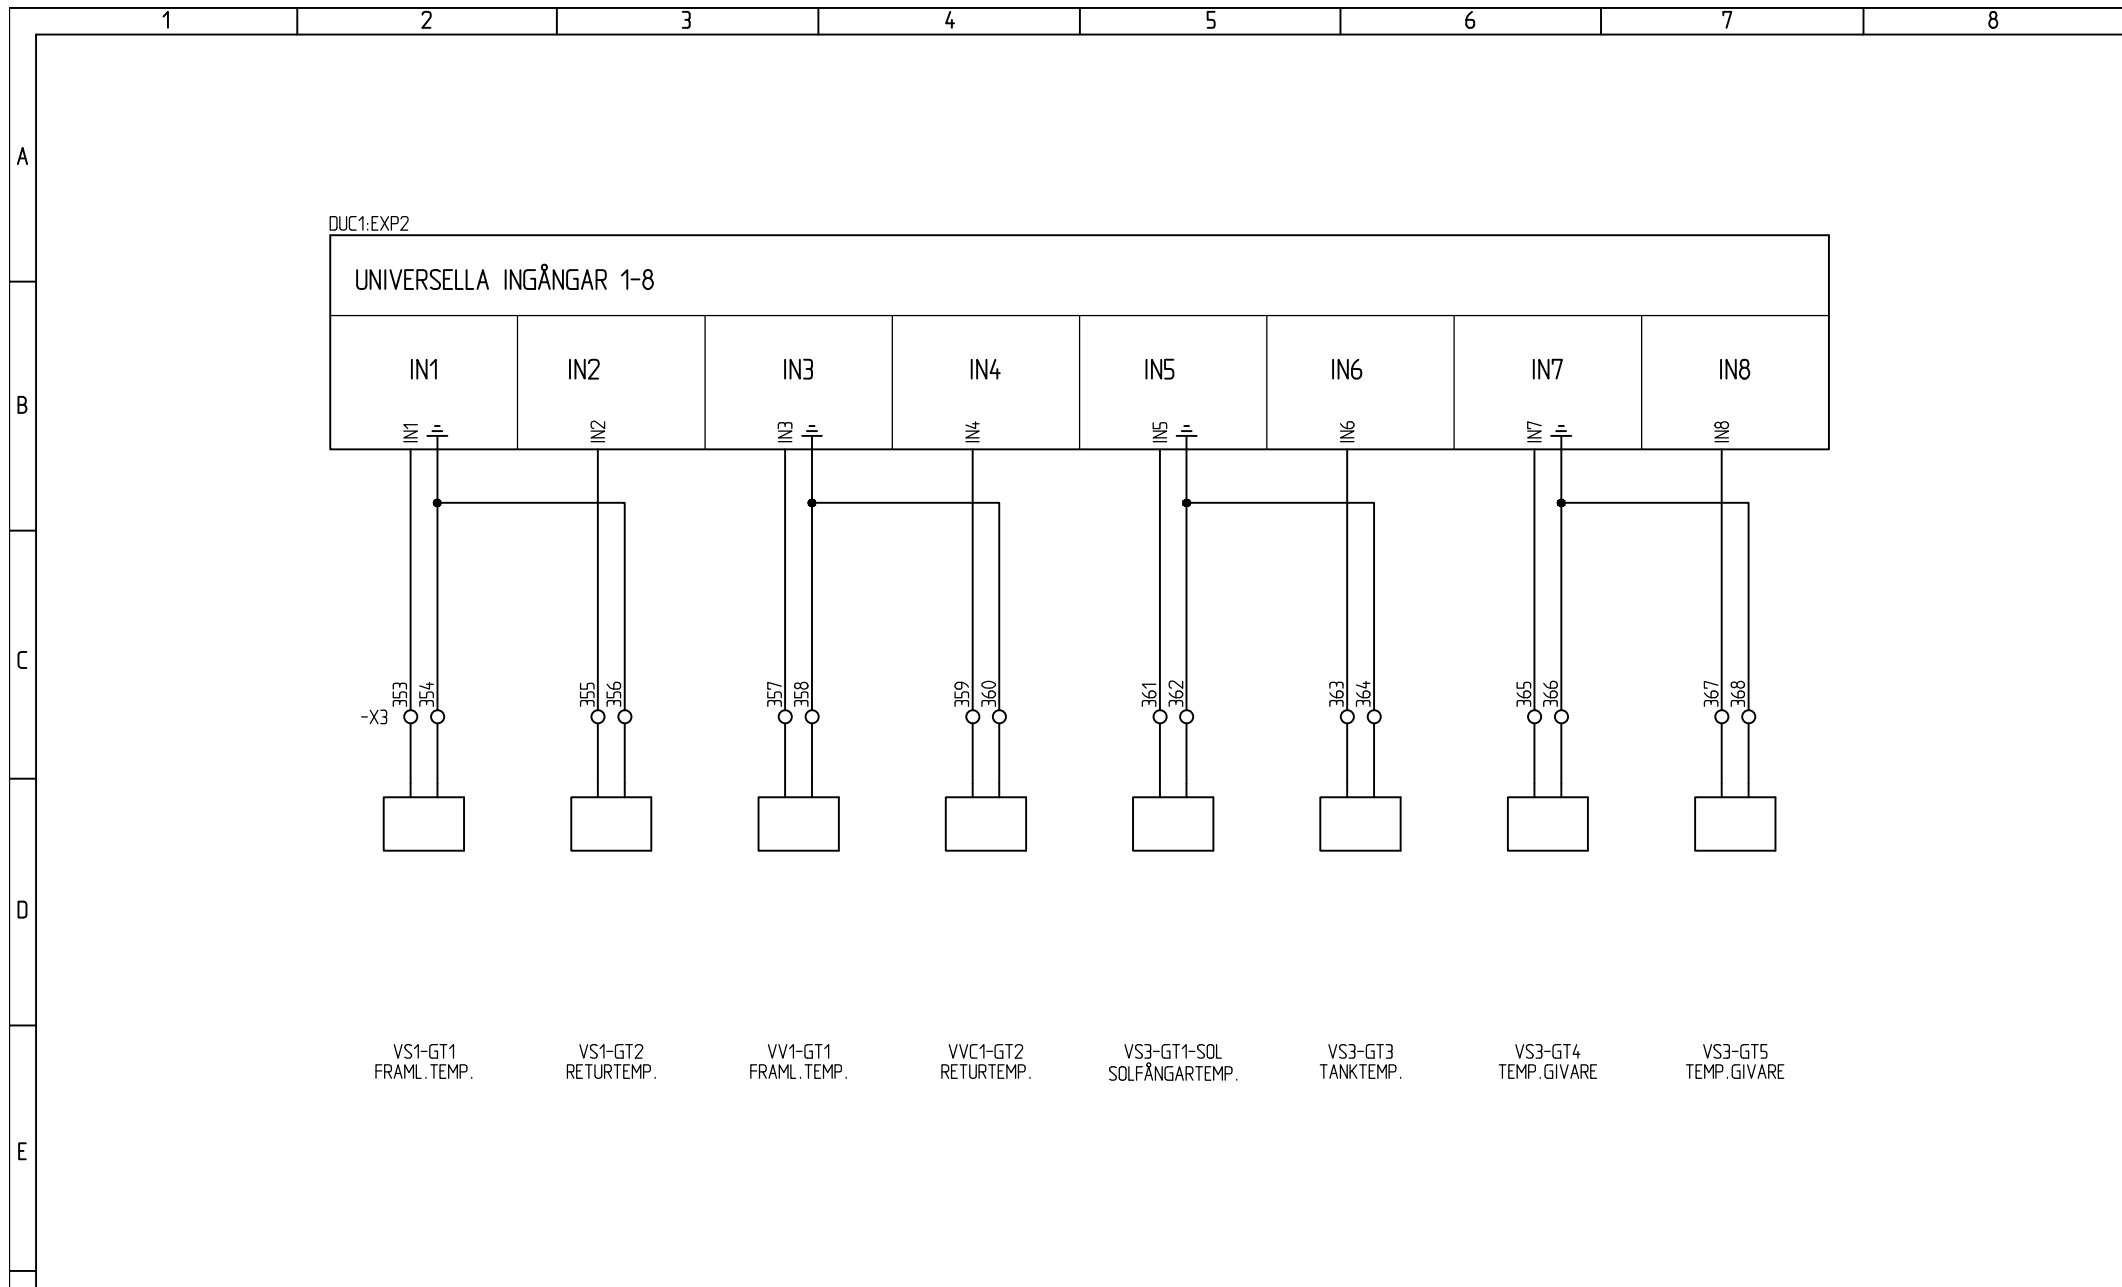 1 2 3 4 5 6 7 8
A
DUC1:EXP2
UNIVERSELLA INGÅNGAR 1-8
IN1 IN2 IN3 IN4 IN5 IN6 IN7 IN8
B
IN1 IN2 IN3 IN4 IN5 IN6 IN7 IN8
C
353 354 355 356 357 358 359 360 361 362 363 364 365 366 367 368
-X3
D
VS1-GT1 VS1-GT2 VV1-GT1 VVC1-GT2 VS3-GT1-SOL VS3-GT3 VS3-GT4 VS3-GT5
FRAML.TEMP. RETURTEMP. FRAML.TEMP. RETURTEMP. SOLFÅNGARTEMP. TANKTEMP. TEMP.GIVARE TEMP.GIVARE
E